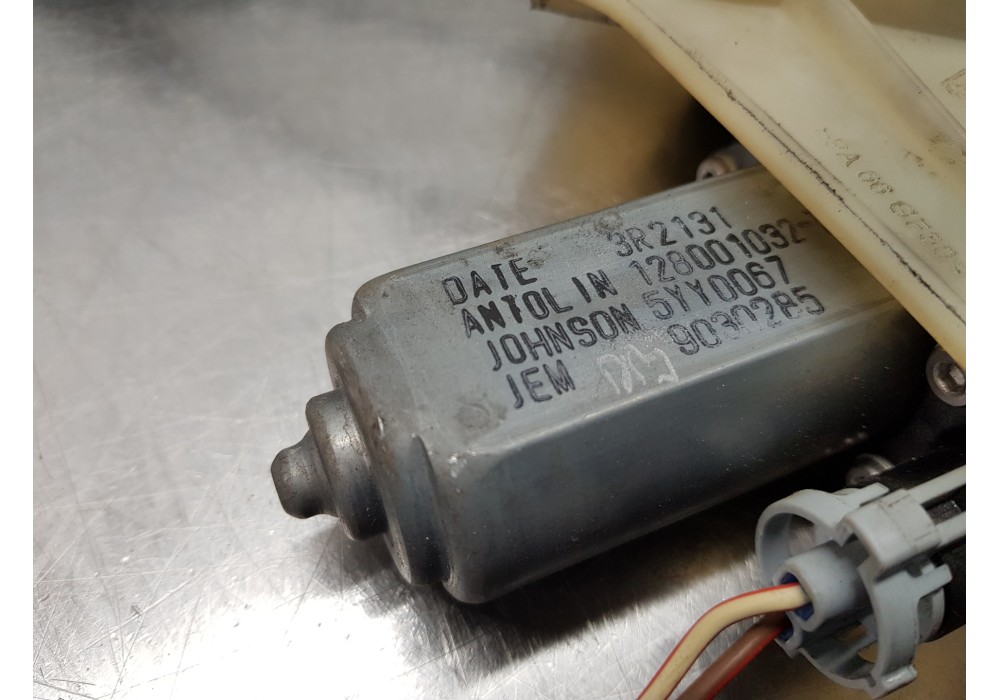 DATE 3R2131
ANTOLIN 128001032-
JOHNSON 5YY0067
JEM 9030285